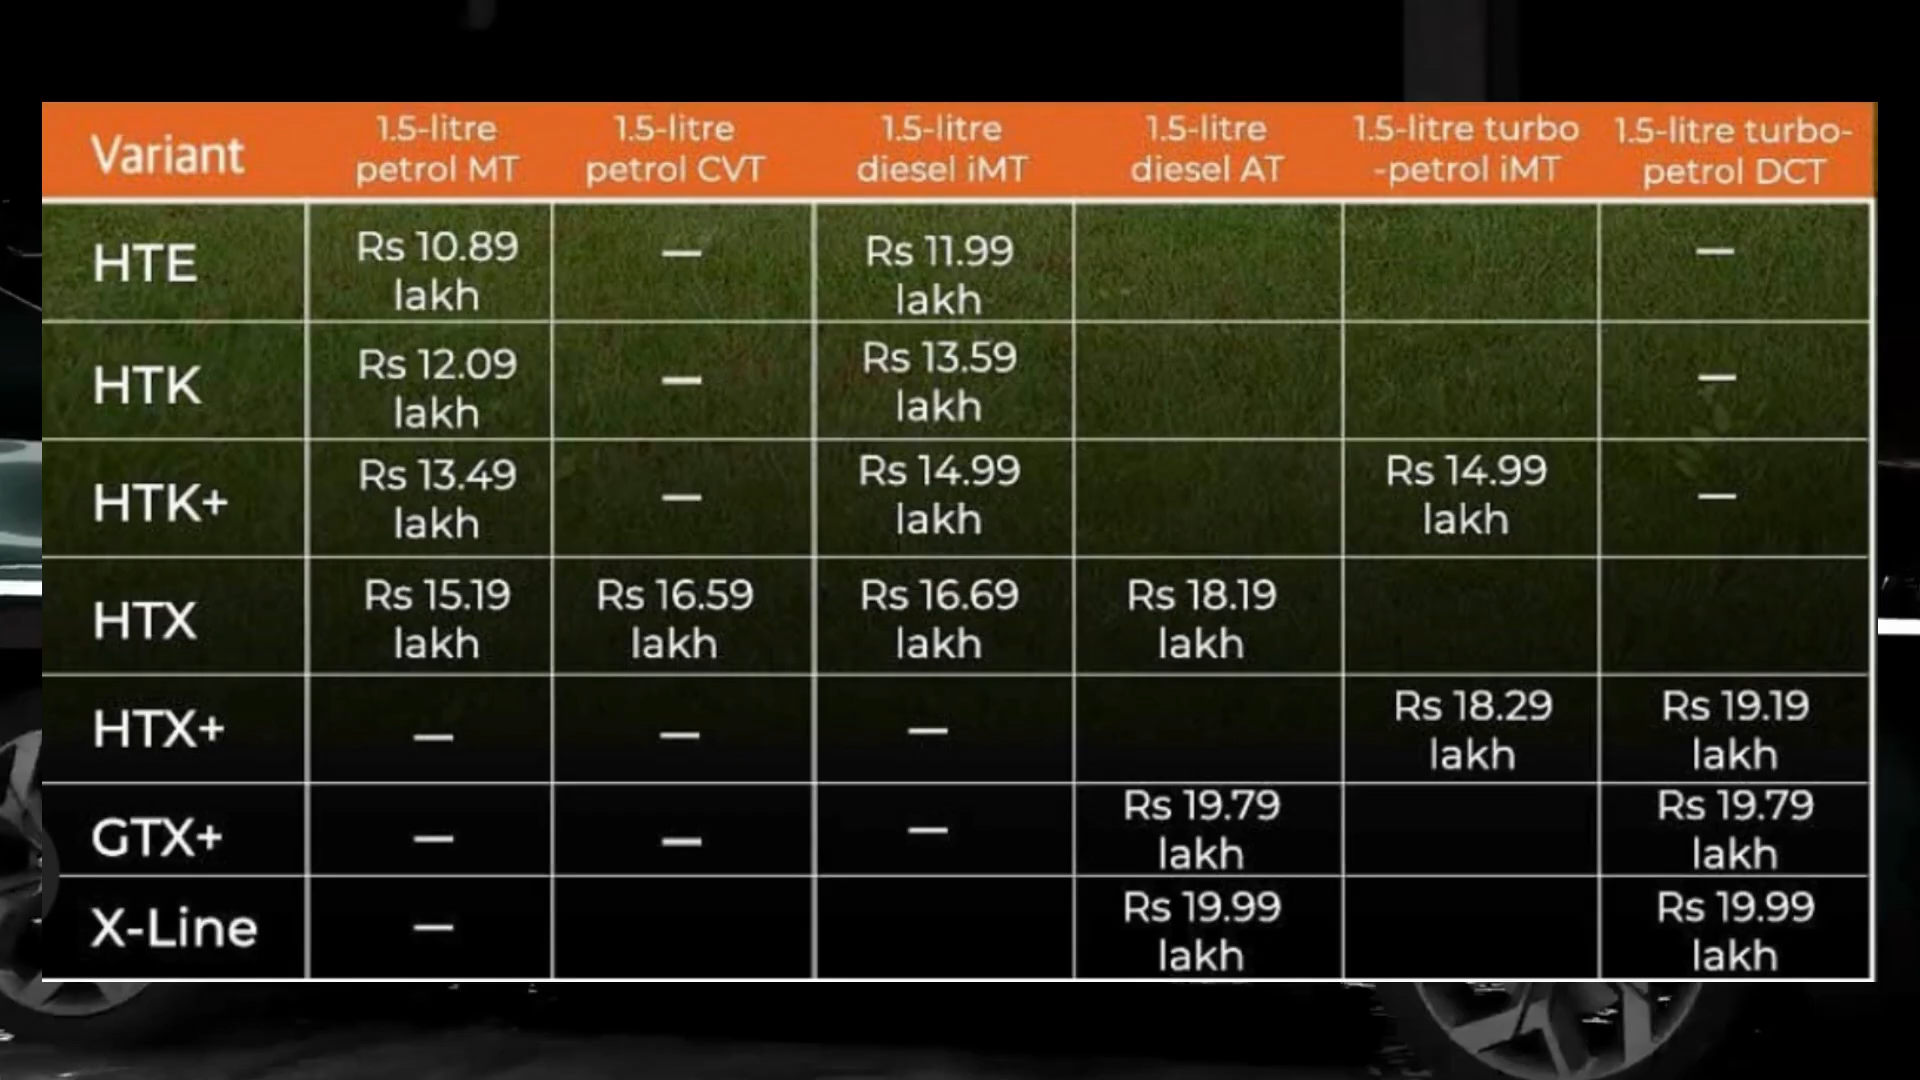 Variant
1.5-litre
petrol MT
1.5-litre
petrol CVT
1.5-litre
diesel iMT
1.5-litre
diesel AT
1.5-litre turbo
-petrol iMT
1.5-litre turbo-
petrol DCT
HTE
Rs 10.89
lakh
—
Rs 11.99
lakh
—
HTK
Rs 12.09
lakh
—
Rs 13.59
lakh
—
HTK+
Rs 13.49
lakh
—
Rs 14.99
lakh
Rs 14.99
lakh
—
HTX
Rs 15.19
lakh
Rs 16.59
lakh
Rs 16.69
lakh
Rs 18.19
lakh
HTX+
—
—
—
Rs 18.29
lakh
Rs 19.19
lakh
GTX+
—
—
—
Rs 19.79
lakh
Rs 19.79
lakh
X-Line
—
Rs 19.99
lakh
Rs 19.99
lakh